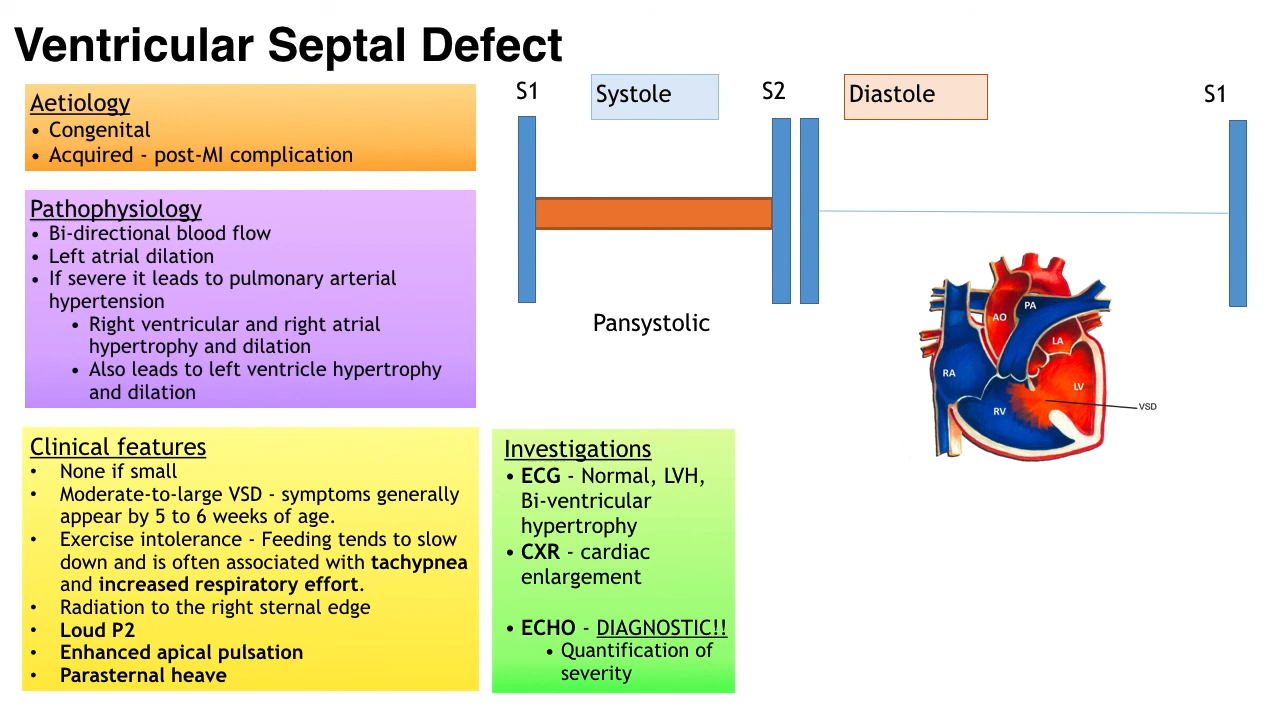 Ventricular Septal Defect
Aetiology
• Congenital
• Acquired - post-MI complication
Pathophysiology
• Bi-directional blood flow
• Left atrial dilation
• If severe it leads to pulmonary arterial
hypertension
• Right ventricular and right atrial
hypertrophy and dilation
• Also leads to left ventricle hypertrophy
and dilation
Clinical features
• None if small
• Moderate-to-large VSD - symptoms generally
appear by 5 to 6 weeks of age.
• Exercise intolerance - Feeding tends to slow
down and is often associated with tachypnea
and increased respiratory effort.
• Radiation to the right sternal edge
• Loud P2
• Enhanced apical pulsation
• Parasternal heave
Investigations
• ECG - Normal, LVH,
Bi-ventricular
hypertrophy
• CXR - cardiac
enlargement
• ECHO - DIAGNOSTIC!!
• Quantification of
severity
S1
Systole
S2
Diastole
S1
Pansystolic
AO
PA
LA
RA
LV
RV
VSD